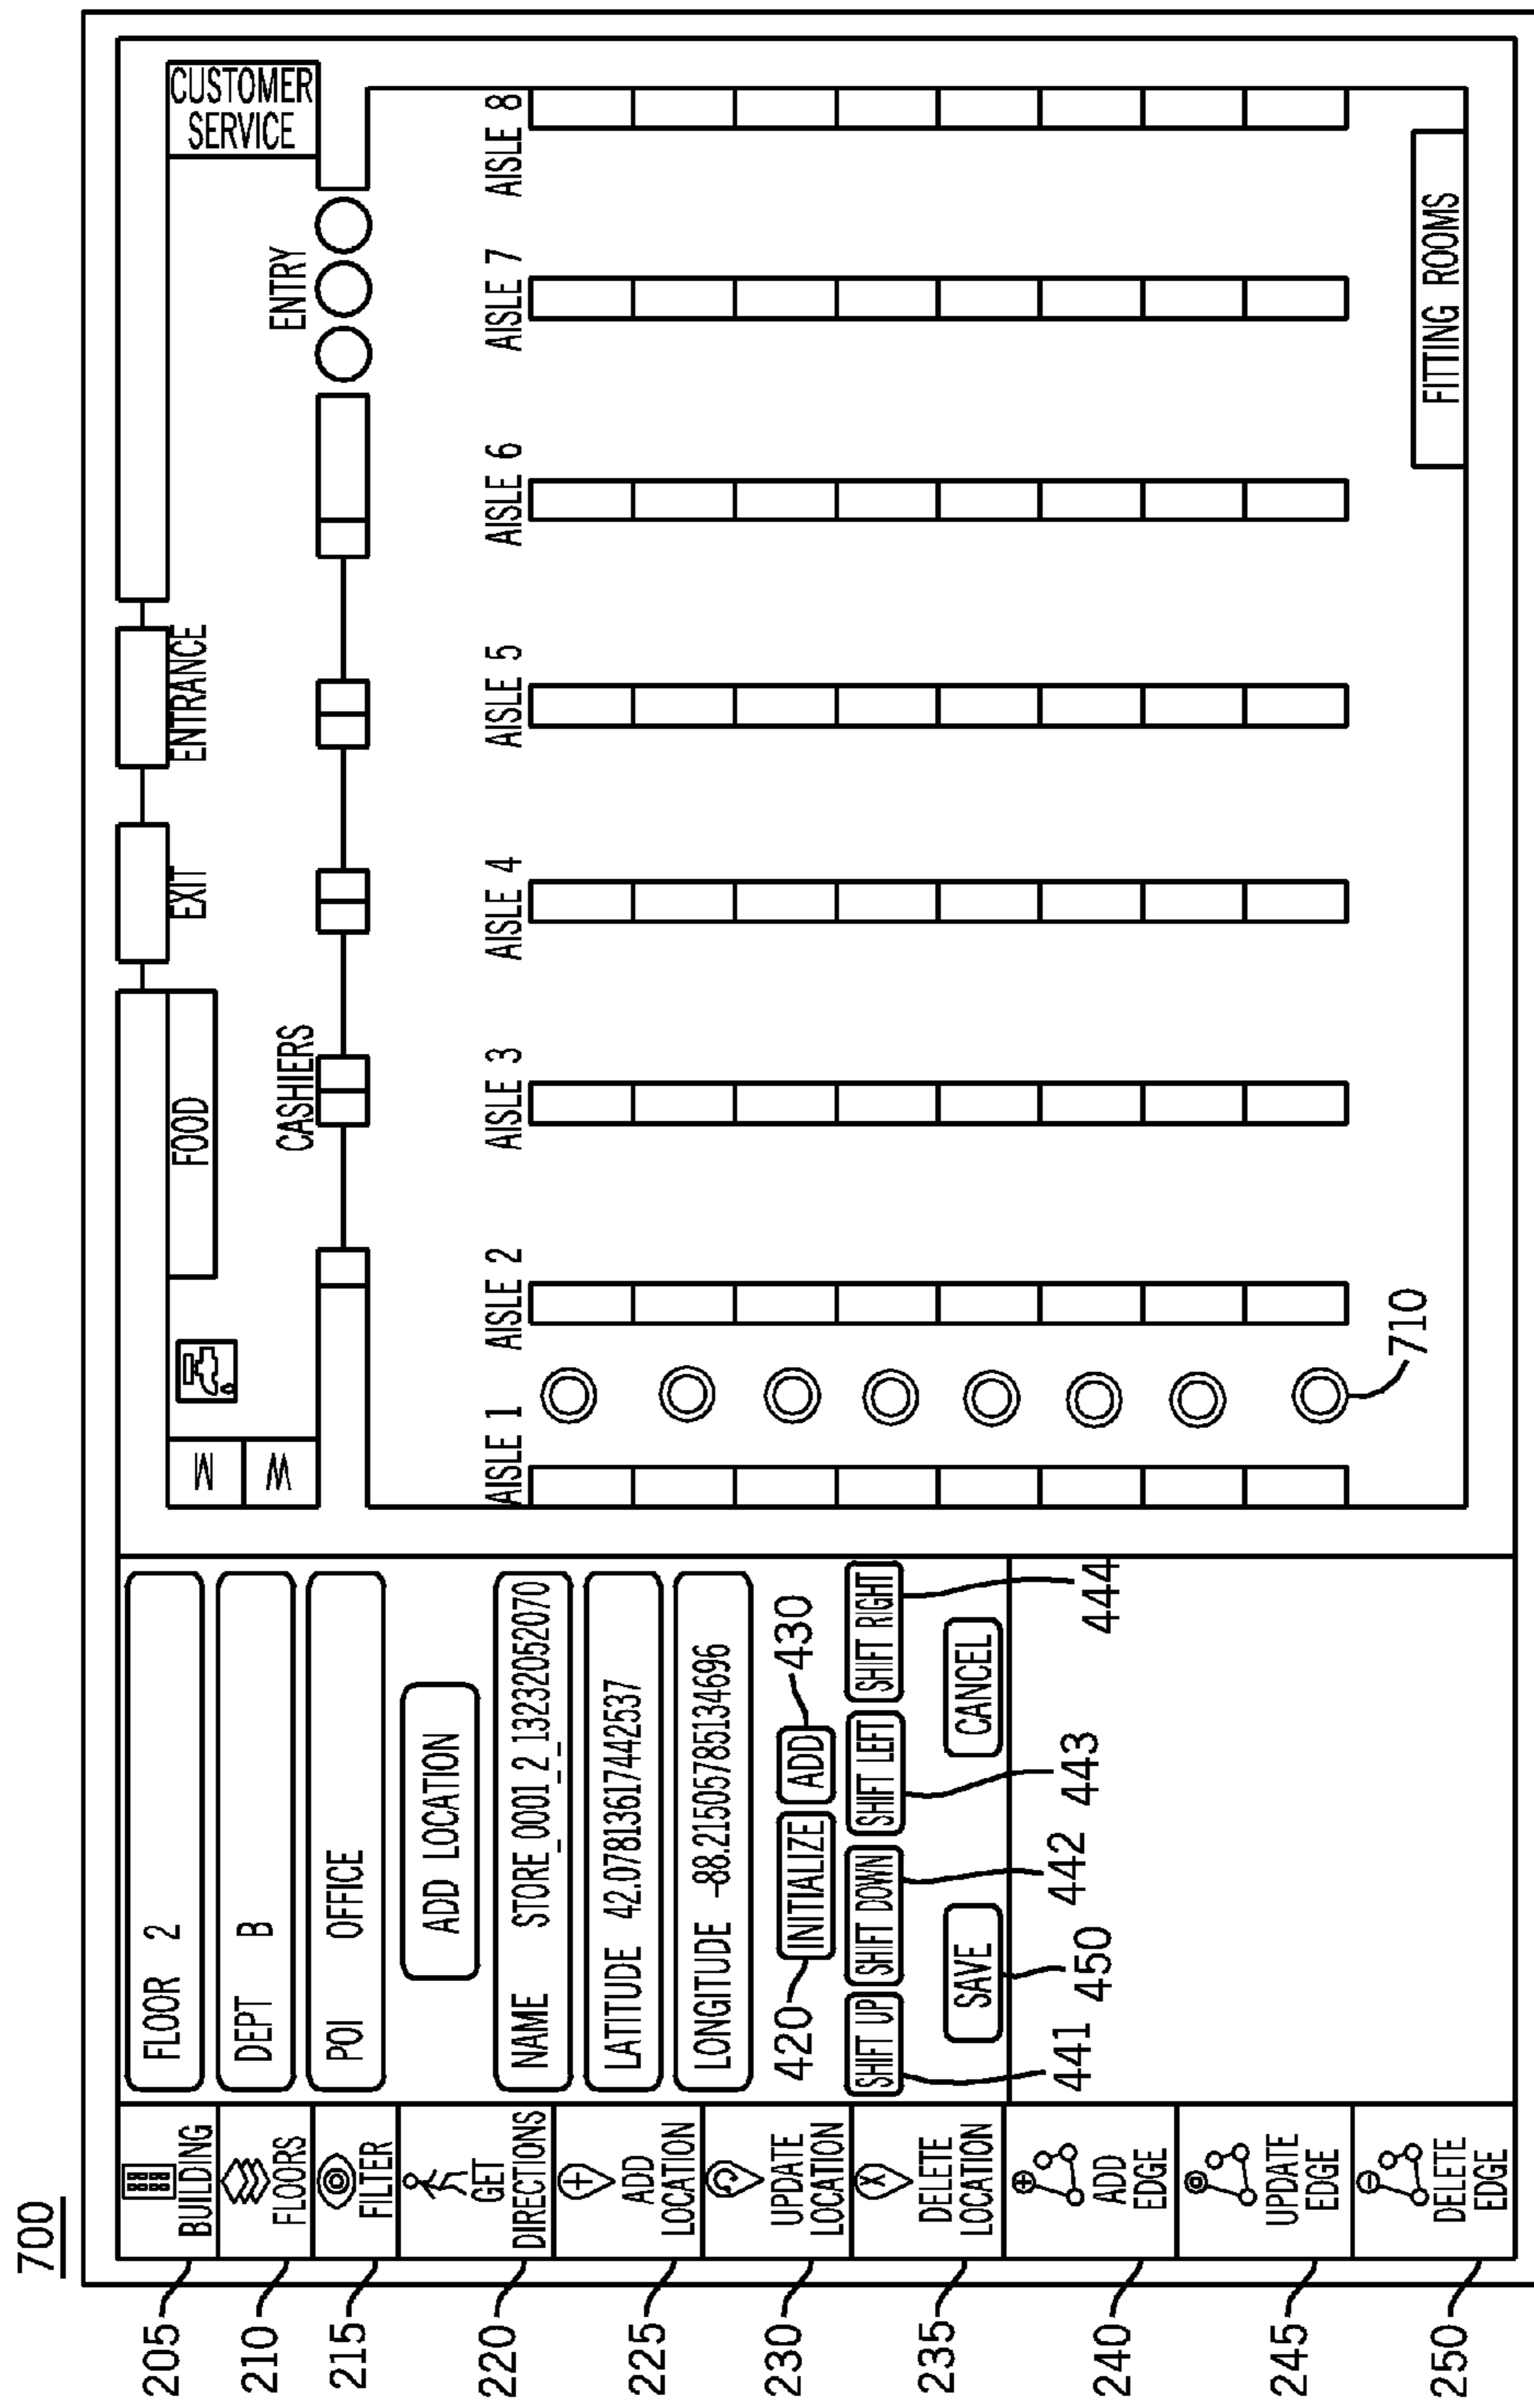 700
205
210
215
220
225
230
235
240
245
250
BUILDING
FLOORS
FILTER
GET
DIRECTIONS
ADD
LOCATION
UPDATE
LOCATION
X
DELETE
LOCATION
ADD
EDGE
UPDATE
EDGE
DELETE
EDGE
FLOOR 2
DEPT B
POI OFFICE
ADD LOCATION
NAME STORE_0001_2_13232052070
LATITUDE 42.07813617442537
LONGITUDE -88.21505785134696
420
INITIALIZE
ADD
430
SHIFT UP
SHIFT DOWN
SHIFT LEFT
SHIFT RIGHT
SAVE
CANCEL
441
450
442
443
444
M
W
FOOD
EXIT
ENTRANCE
CUSTOMER
SERVICE
CASHIERS
ENTRY
AISLE 1
AISLE 2
AISLE 3
AISLE 4
AISLE 5
AISLE 6
AISLE 7
AISLE 8
710
FITTING ROOMS